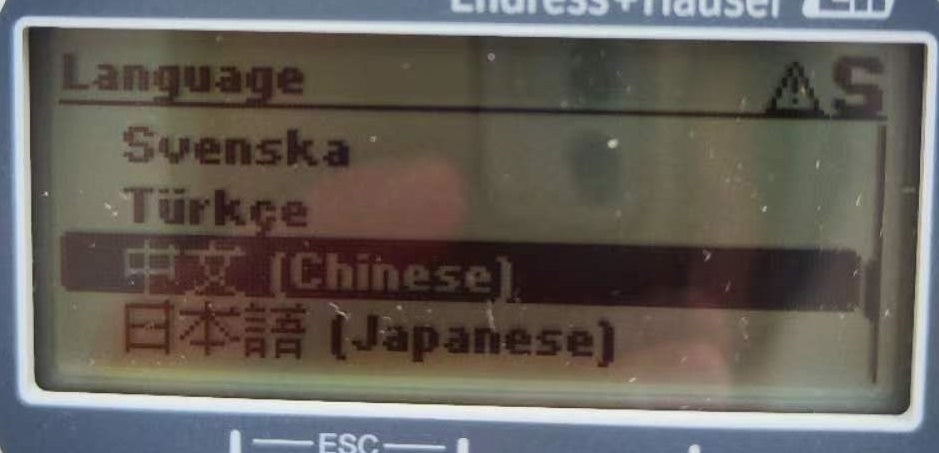 Endress+Hauser
Language S
Svenska
Türkçe
中文 (Chinese)
日本語 (Japanese)
ESC